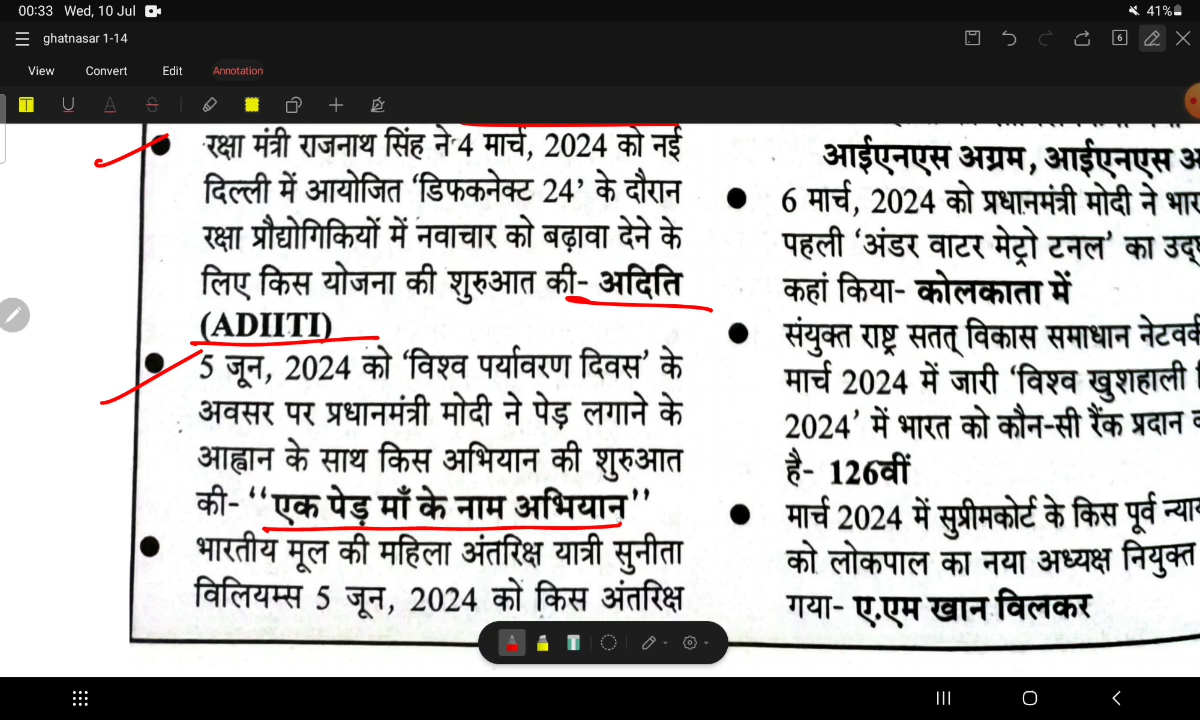 00:33 Wed, 10 Jul
41%
ghatnasar 1-14
6
View Convert Edit Annotation
T U A S
रक्षा मंत्री राजनाथ सिंह ने 4 मार्च, 2024 को नई
दिल्ली में आयोजित ‘डिफकनेक्ट 24’ के दौरान
रक्षा प्रौद्योगिकियों में नवाचार को बढ़ावा देने के
लिए किस योजना की शुरुआत की- अदिति
(ADIITI)
5 जून, 2024 को ‘विश्व पर्यावरण दिवस’ के
अवसर पर प्रधानमंत्री मोदी ने पेड़ लगाने के
आह्वान के साथ किस अभियान की शुरुआत
की- ‘‘एक पेड़ माँ के नाम अभियान’’
भारतीय मूल की महिला अंतरिक्ष यात्री सुनीता
विलियम्स 5 जून, 2024 को किस अंतरिक्ष
आईएनएस अग्रम, आईएनएस अ
6 मार्च, 2024 को प्रधानमंत्री मोदी ने भार
पहली ‘अंडर वाटर मेट्रो टनल’ का उद्
कहां किया- कोलकाता में
संयुक्त राष्ट्र सतत् विकास समाधान नेटवर्क
मार्च 2024 में जारी ‘विश्व खुशहाली
2024’ में भारत को कौन-सी रैंक प्रदान
है- 126वीं
मार्च 2024 में सुप्रीमकोर्ट के किस पूर्व न्याय
को लोकपाल का नया अध्यक्ष नियुक्त
गया- ए.एम खान विलकर